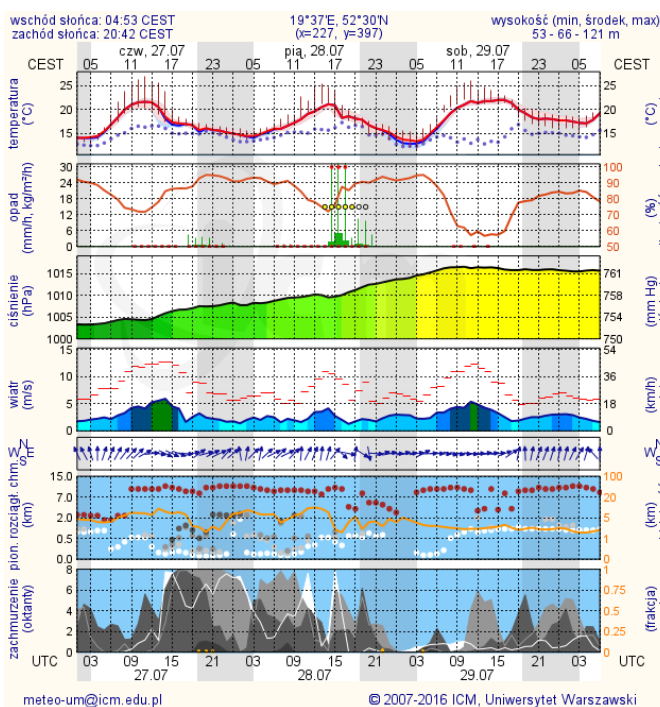 wschód słońca: 04:53 CEST 19°37'E, 52°30'N wysokość (min, środek, max)
zachód słońca: 20:42 CEST (x=227, y=397) 53 - 66 - 121 m
czw, 27.07 pią, 28.07 sob, 29.07
CEST 05 11 17 23 05 11 17 23 05 11 17 23 05 CEST
temperatura
(°C)
25
20
15
25
20
15
(°C)
opad
(mm/h, kg/m²/h)
30
24
18
12
6
0
100
90
80
70
60
50
(%)
ciśnienie
(hPa)
1015
1010
1005
1000
761
758
754
750
(mm Hg)
wiatr
(m/s)
15
10
5
0
54
36
18
0
(km/h)
N
W E
S
pion. rozciągł. chm.
(km)
15.0
7.0
2.0
0.5
0.0
100
20
5
1
0
(km)
zachmurzenie
(oktanty)
8
6
4
2
0
1
0.75
0.5
0.25
0
(frakcja)
UTC 03 09 15 21 03 09 15 21 03 09 15 21 03 UTC
27.07 28.07 29.07
meteo-um@icm.edu.pl © 2007-2016 ICM, Uniwersytet Warszawski